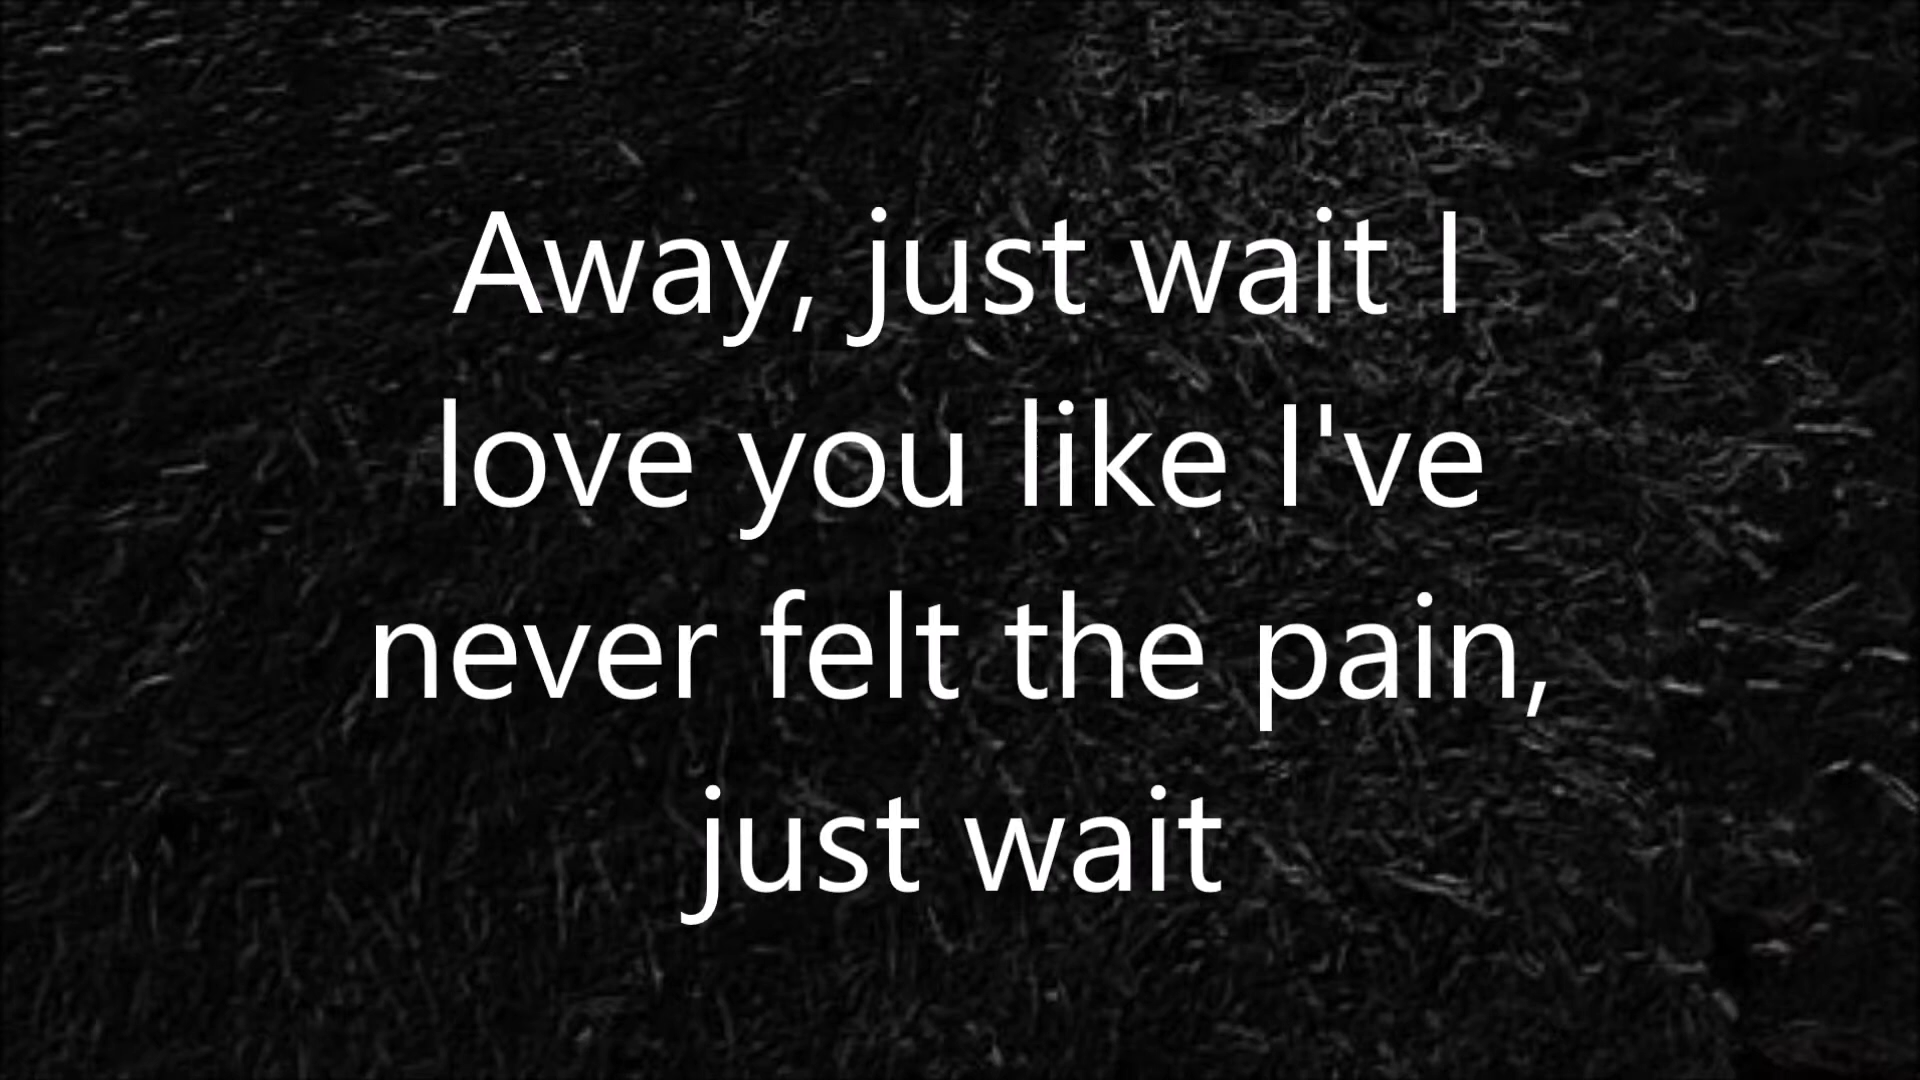 Away, just wait I
love you like I've
never felt the pain,
just wait